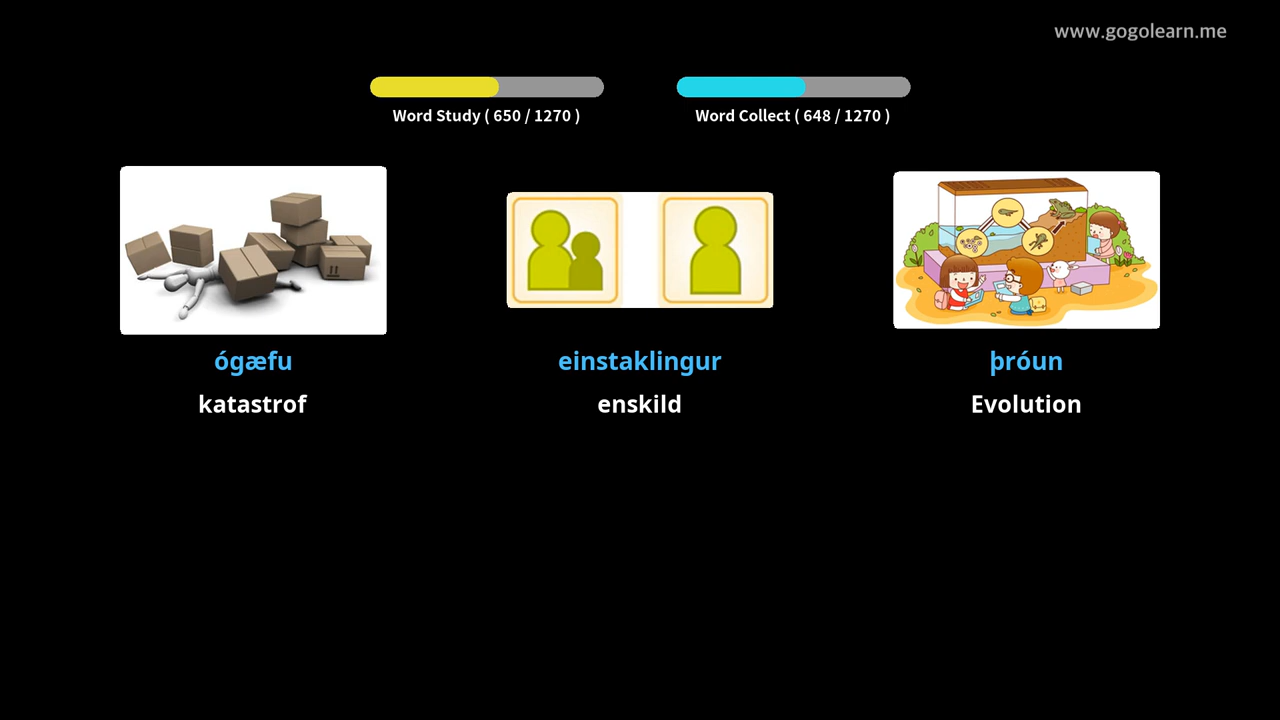 www.gogolearn.me
Word Study ( 650 / 1270 )
Word Collect ( 648 / 1270 )
ógæfu
einstaklingur
þróun
katastrof
enskild
Evolution